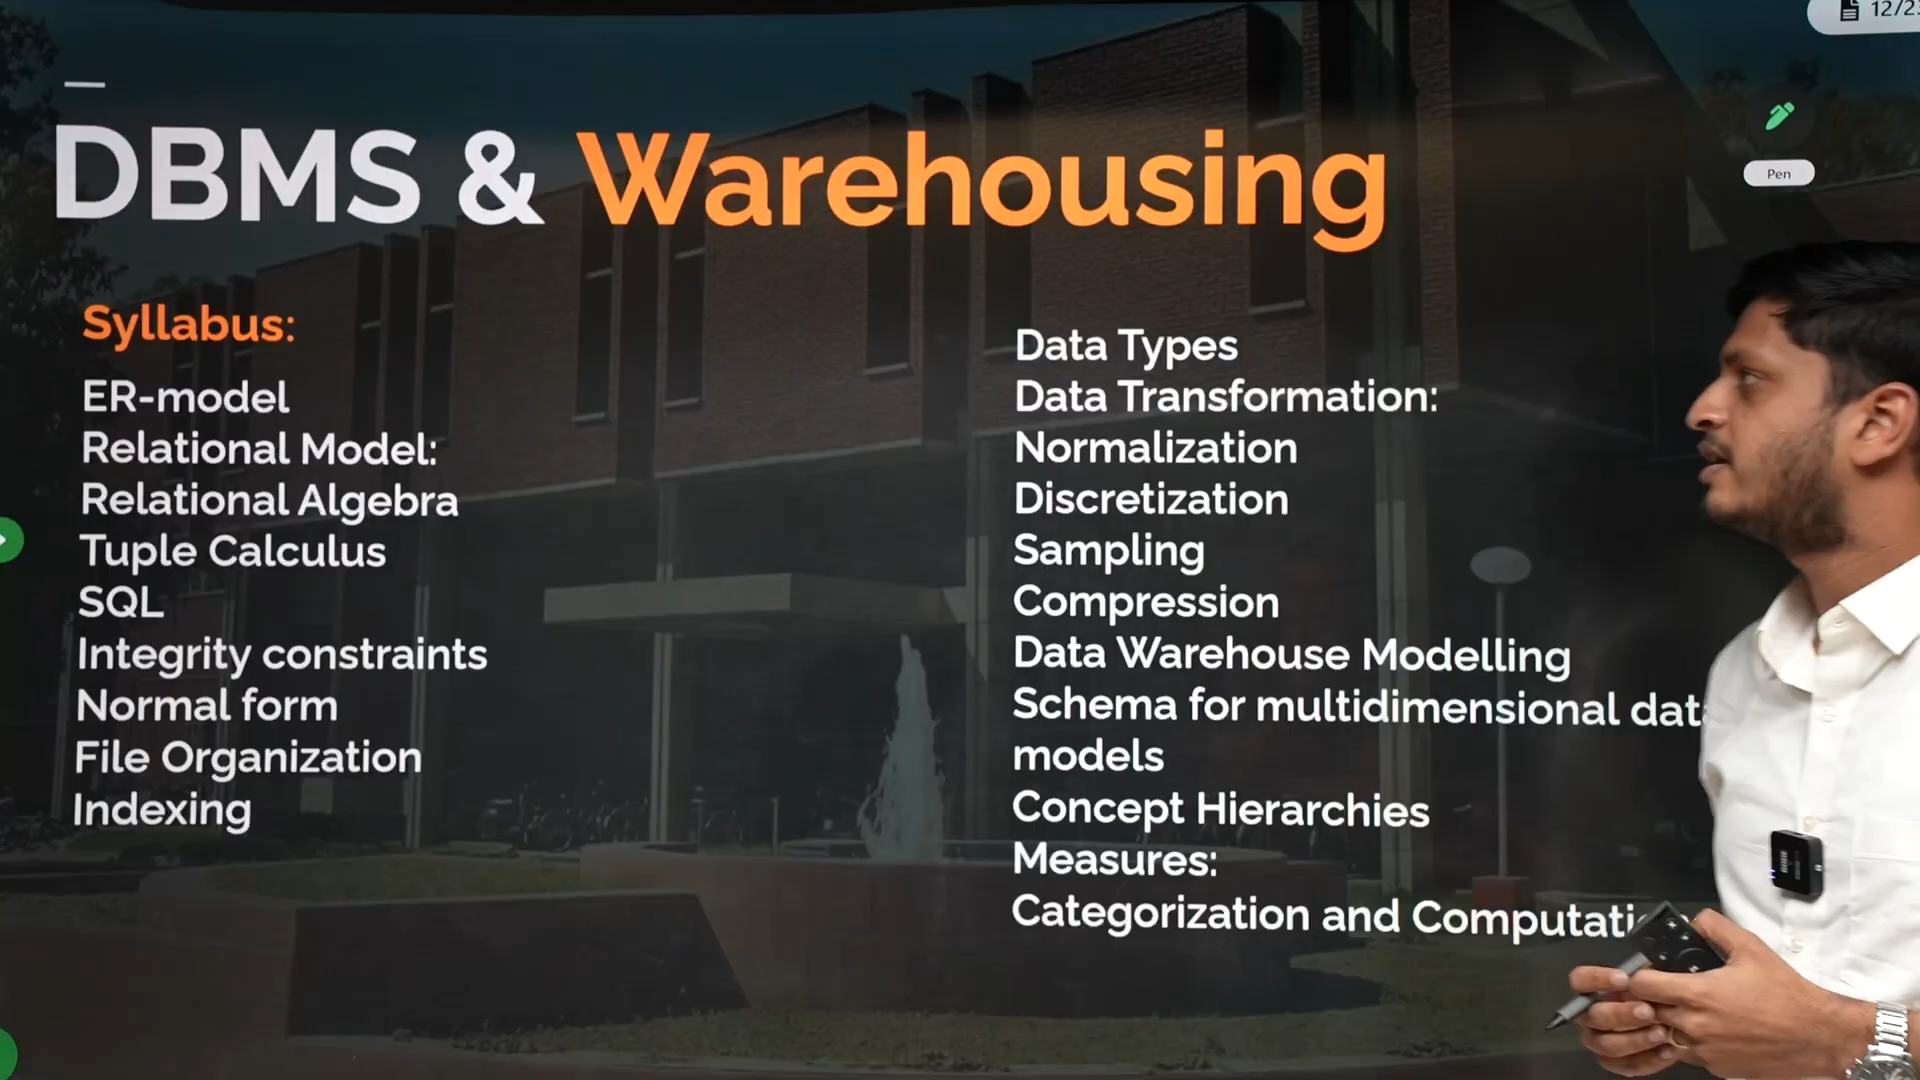 12/23
Pen
DBMS & Warehousing
Syllabus:
ER-model
Relational Model:
Relational Algebra
Tuple Calculus
SQL
Integrity constraints
Normal form
File Organization
Indexing
Data Types
Data Transformation:
Normalization
Discretization
Sampling
Compression
Data Warehouse Modelling
Schema for multidimensional
models
Concept Hierarchies
Measures:
Categorization and